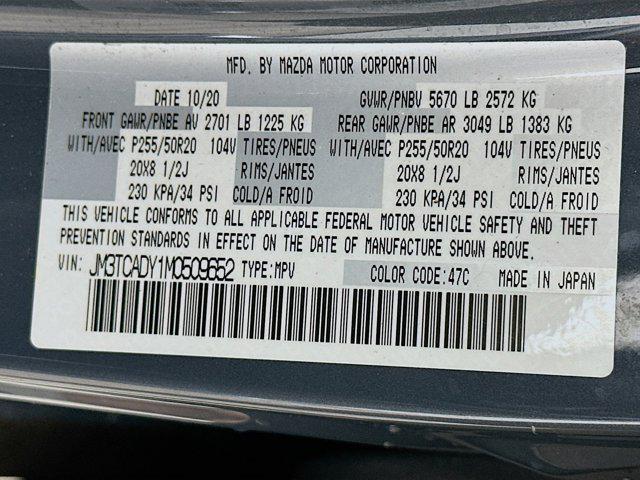 MFD. BY MAZDA MOTOR CORPORATION
DATE 10/20 GVWR/PNBV 5670 LB 2572 KG
FRONT GAWR/PNBE AV 2701 LB 1225 KG REAR GAWR/PNBE AR 3049 LB 1383 KG
WITH/AVEC P255/50R20 104V TIRES/PNEUS WITH/AVEC P255/50R20 104V TIRES/PNEUS
20X8 1/2J RIMS/JANTES 20X8 1/2J RIMS/JANTES
230 KPA/34 PSI COLD/A FROID 230 KPA/34 PSI COLD/A FROID
THIS VEHICLE CONFORMS TO ALL APPLICABLE FEDERAL MOTOR VEHICLE SAFETY AND THEFT
PREVENTION STANDARDS IN EFFECT ON THE DATE OF MANUFACTURE SHOWN ABOVE.
VIN: JM3TCADY1M0509652 TYPE:MPV COLOR CODE:47C MADE IN JAPAN